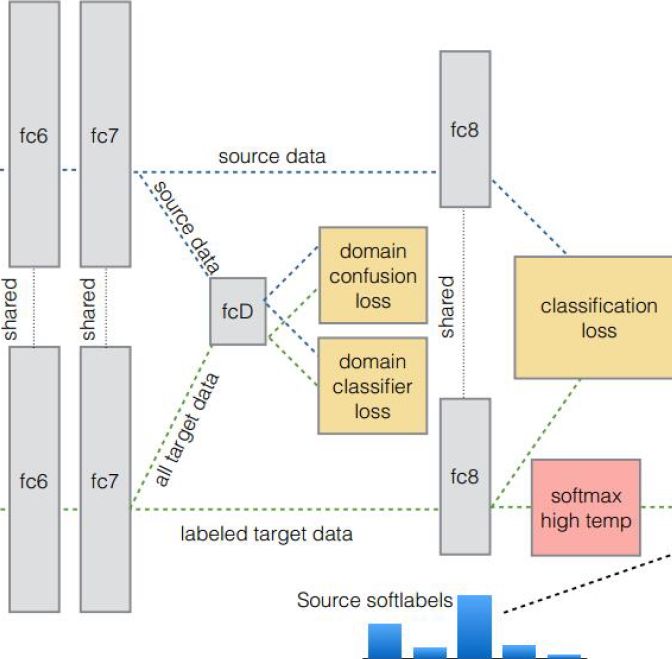 fc6
fc7
fc8
source data
source data
domain
confusion
loss
fcD
classification
loss
shared
shared
shared
domain
classifier
loss
all target data
fc6
fc7
fc8
softmax
high temp
labeled target data
Source softlabels